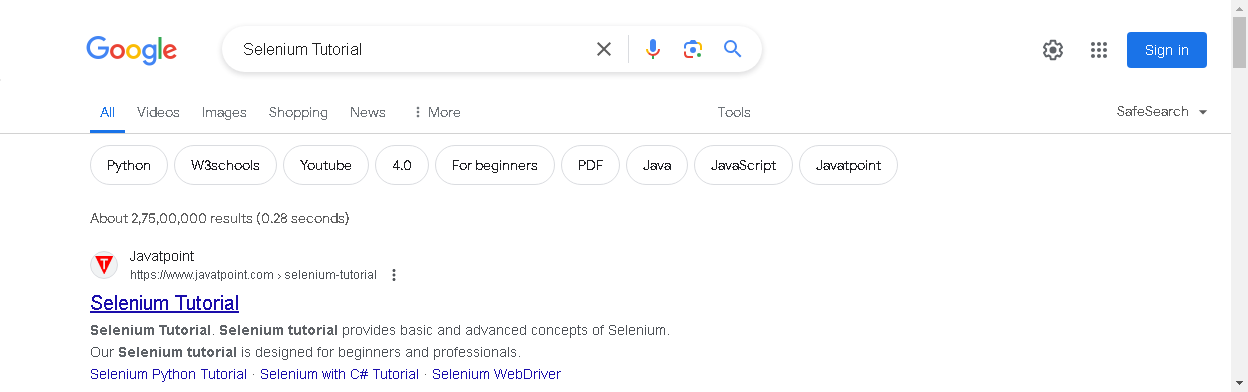 Google Selenium Tutorial Sign in
All Videos Images Shopping News More Tools SafeSearch
Python W3schools Youtube 4.0 For beginners PDF Java JavaScript Javatpoint
About 2,75,00,000 results (0.28 seconds)
Javatpoint
https://www.javatpoint.com › selenium-tutorial
Selenium Tutorial
Selenium Tutorial. Selenium tutorial provides basic and advanced concepts of Selenium.
Our Selenium tutorial is designed for beginners and professionals.
Selenium Python Tutorial · Selenium with C# Tutorial · Selenium WebDriver